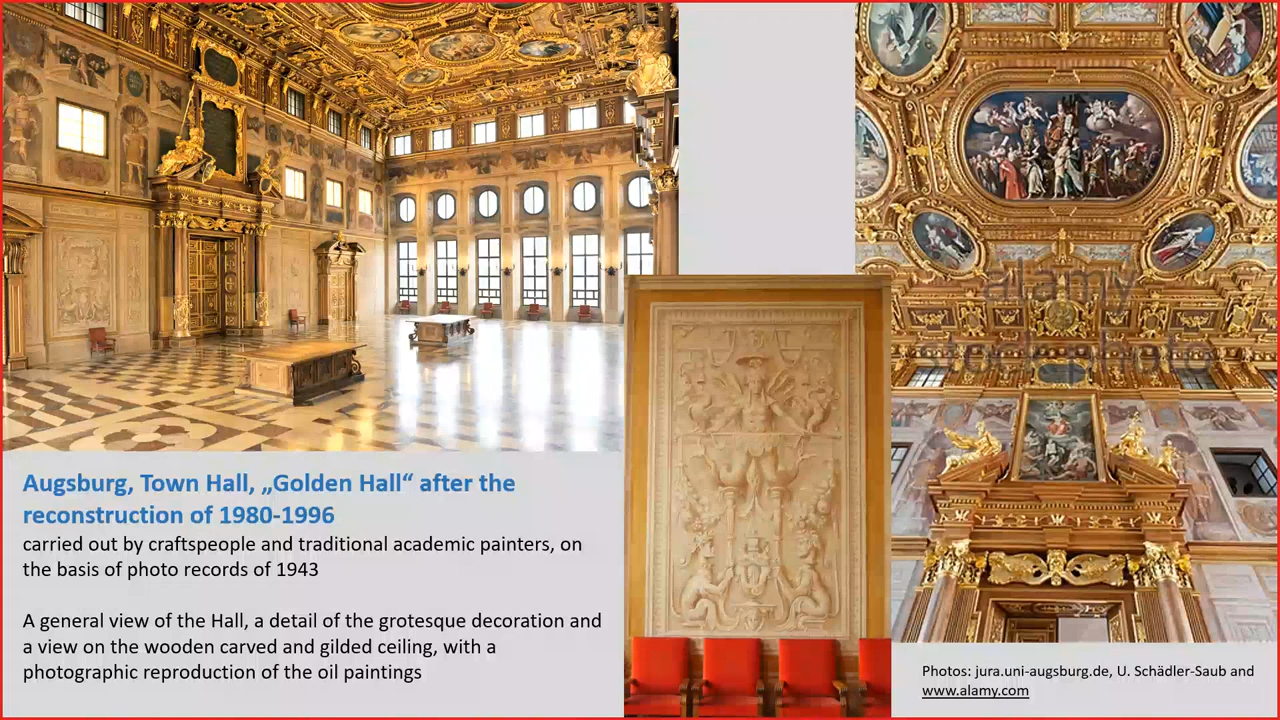 Augsburg, Town Hall, „Golden Hall“ after the
reconstruction of 1980-1996
carried out by craftspeople and traditional academic painters, on
the basis of photo records of 1943
A general view of the Hall, a detail of the grotesque decoration and
a view on the wooden carved and gilded ceiling, with a
photographic reproduction of the oil paintings
alamy
stock photo
Photos: jura.uni-augsburg.de, U. Schädler-Saub and
www.alamy.com